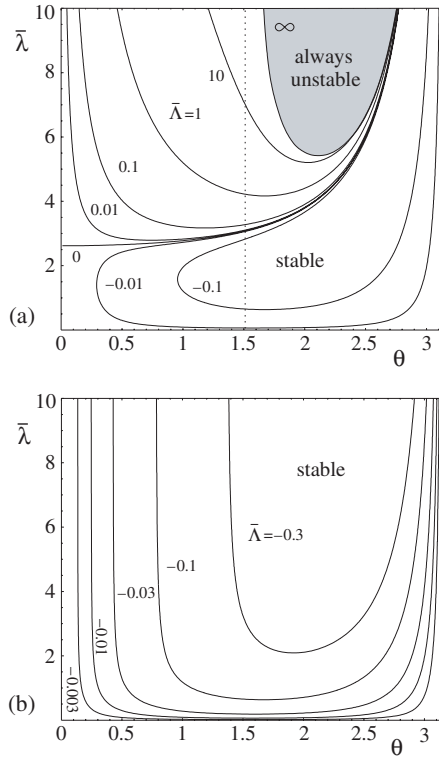 10
λ̄
∞
always
unstable
8
10
Λ̄=1
6
0.1
4
0.01
0
2
stable
−0.01
−0.1
(a)
0 0.5 1 1.5 2 2.5 3
θ
10
λ̄
8
stable
6
Λ̄=−0.3
−0.1
4
−0.03
−0.01
2
−0.003
(b)
0 0.5 1 1.5 2 2.5 3
θ